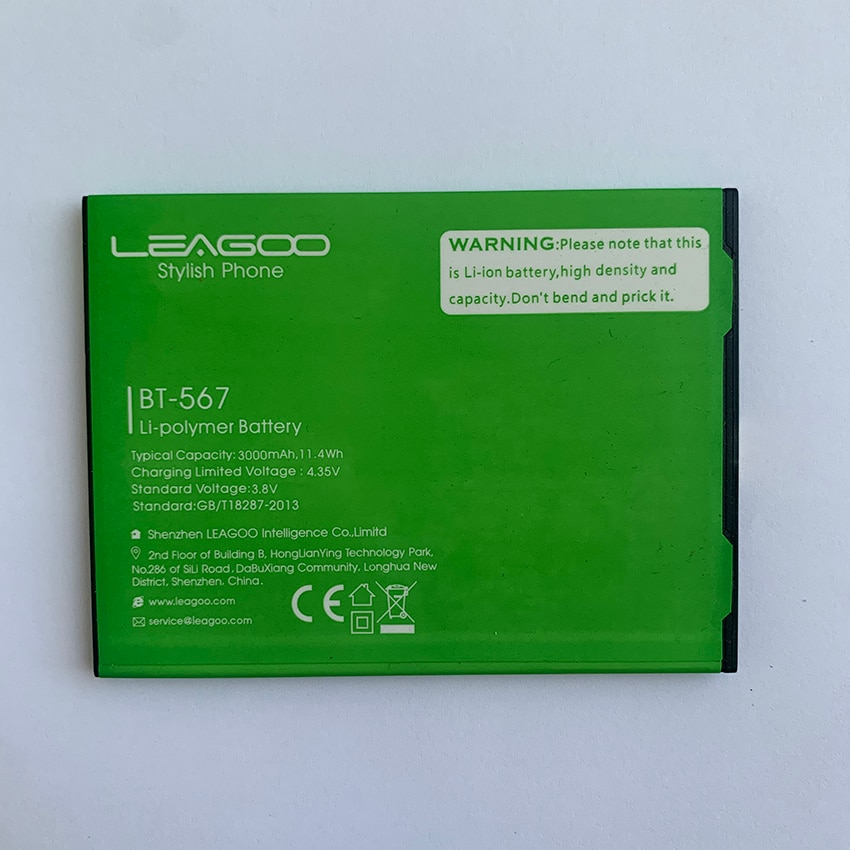 LEAGOO
Stylish Phone
WARNING:Please note that this
is Li-ion battery,high density and
capacity.Don't bend and prick it.
BT-567
Li-polymer Battery
Typical Capacity: 3000mAh,11.4Wh
Charging Limited Voltage : 4.35V
Standard Voltage:3.8V
Standard:GB/T18287-2013
Shenzhen LEAGOO Intelligence Co.,Limitd
2nd Floor of Building B, HongLianYing Technology Park,
No.286 of SiLi Road, DaBuXiang Community, Longhua New
District, Shenzhen, China.
www.leagoo.com
service@leagoo.com
CE